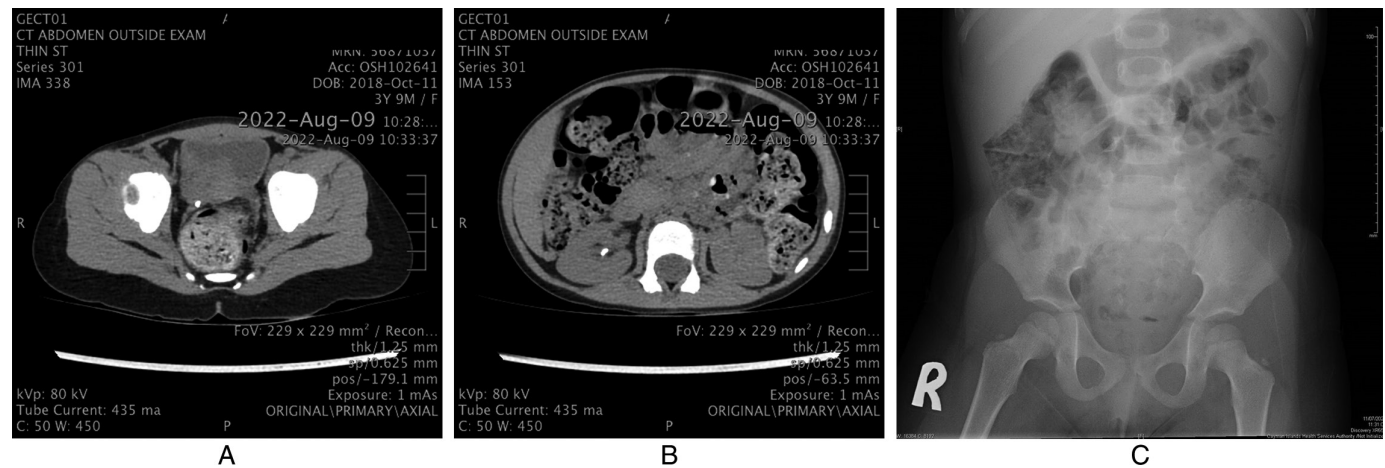 GECT01
A
CT ABDOMEN OUTSIDE EXAM
THIN ST
MRN: 56871037
Series 301
Acc: OSH102641
IMA 338
DOB: 2018-Oct-11
3Y 9M / F
2022-Aug-09 10:28:...
2022-Aug-09 10:33:37
R
L
FoV: 229 x 229 mm² / Recon...
thk/1.25 mm
sp/0.625 mm
kVp: 80 kV
pos/-179.1 mm
Tube Current: 435 ma
Exposure: 1 mAs
C: 50 W: 450
P
ORIGINAL\PRIMARY\AXIAL
A
GECT01
CT ABDOMEN OUTSIDE EXAM
THIN ST
MRN: 56871037
Series 301
Acc: OSH102641
IMA 153
DOB: 2018-Oct-11
3Y 9M / F
2022-Aug-09 10:28:...
2022-Aug-09 10:33:37
R
L
FoV: 229 x 229 mm² / Recon...
thk/1.25 mm
sp/0.625 mm
kVp: 80 kV
pos/-63.5 mm
Tube Current: 435 ma
Exposure: 1 mAs
C: 50 W: 450
P
ORIGINAL\PRIMARY\AXIAL
B
100
R
C